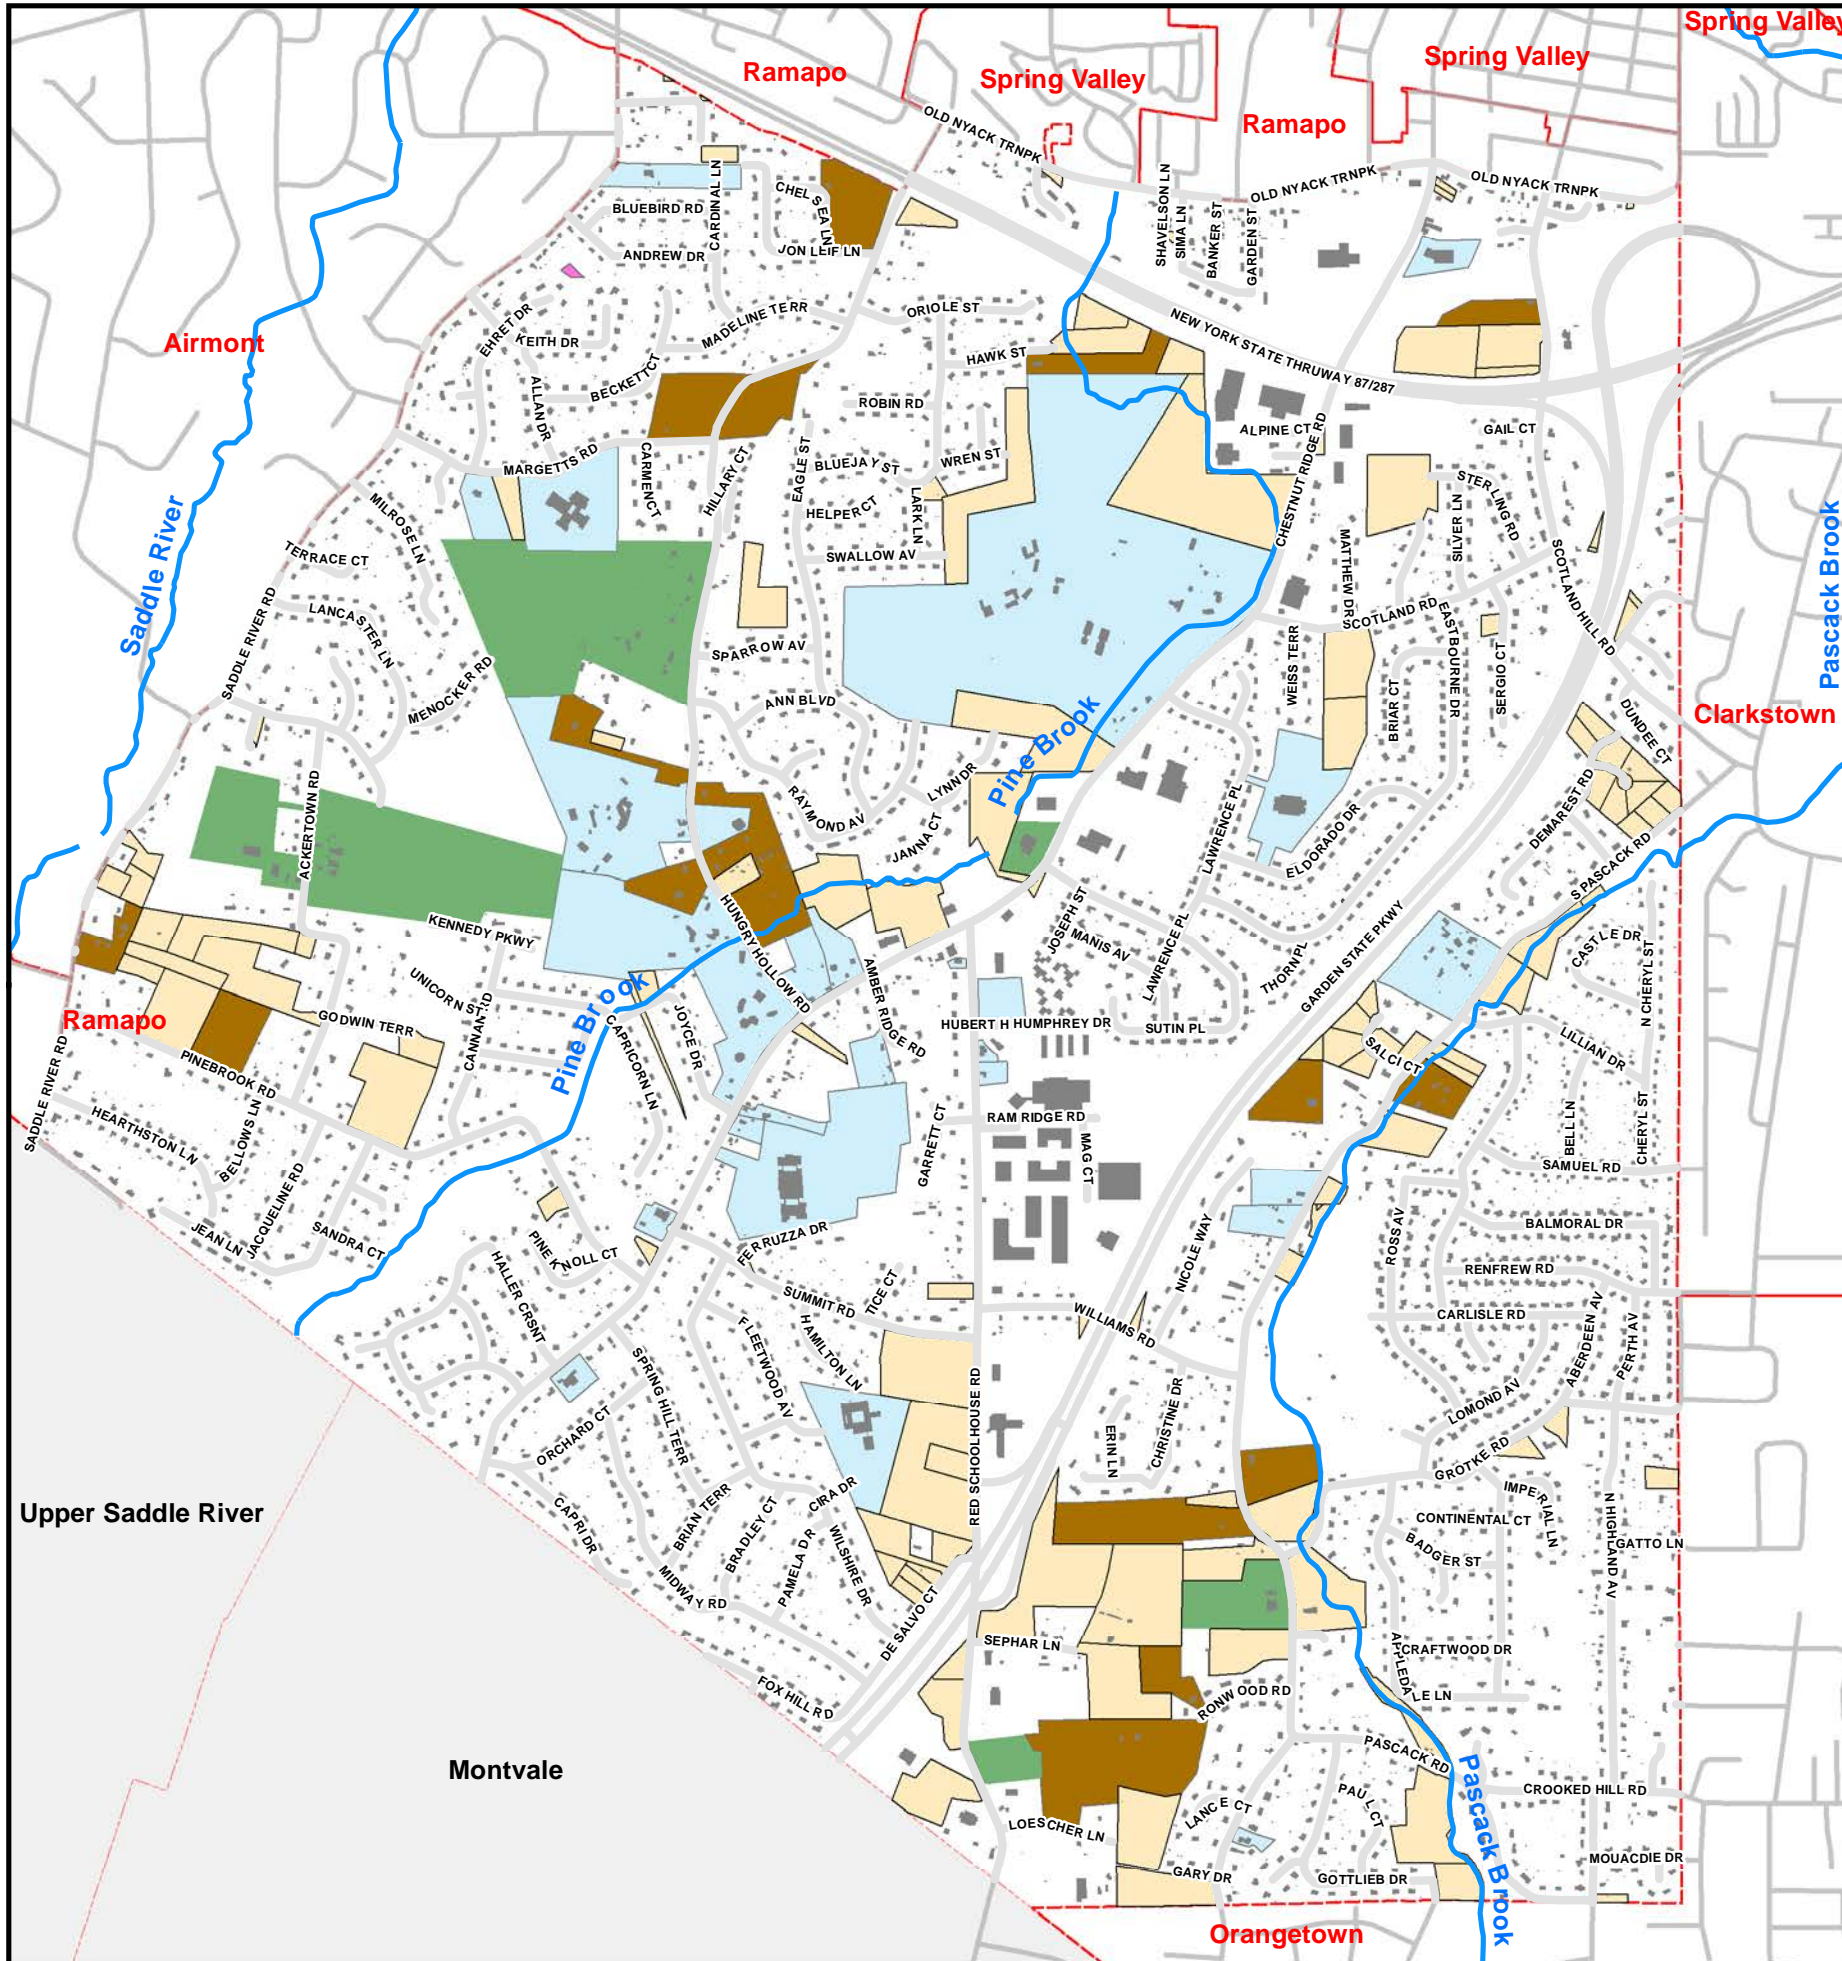 Spring Valley
Spring Valley
Ramapo
Spring Valley
Ramapo
OLD NYACK TRNPK
OLD NYACK TRNPK
OLD NYACK TRNPK
CARDINAL LN
CHELSEA LN
BLUEBIRD RD
ANDREW DR
JON LEIF LN
SHAVELSON LN
SIMA LN
BANKER ST
GARDEN ST
Airmont
EHRET DR
KEITH DR
MADELINE TERR
ORIOLE ST
NEW YORK STATE THRUWAY 87/287
HAWK ST
BECKETT CT
ALLAN DR
ROBIN RD
ALPINE CT
CHESTNUT RIDGE RD
GAIL CT
MARGETTS RD
CARMEN CT
HILLARY CT
EAGLE ST
BLUEJAY ST
WREN ST
HELPER CT
LARK LN
SWALLOW AV
STERLING RD
SILVER LN
SCOTLAND HILL RD
MATTHEW DR
MILROSE LN
TERRACE CT
LANCASTER LN
SADDLE RIVER RD
MENOCKER RD
Saddle River
Pascack Brook
SCOTLAND RD
EASTBOURNE DR
SERGIO CT
WEISS TERR
BRIAR CT
SPARROW AV
ANN BLVD
Pine Brook
Clarkstown
DUNDEE CT
DEMAREST RD
S PASCACK RD
ACKERTOWN RD
RAYMOND AV
LYNN DR
JANNA CT
LAWRENCE PL
ELDORADO DR
KENNEDY PKWY
HUNGRY HOLLOW RD
JOSEPH ST
MANIS AV
LAWRENCE PL
THORN PL
GARDEN STATE PKWY
CASTLE DR
N CHERYL ST
UNICORN ST
CANNAN RD
Pine Brook
AMBER RIDGE RD
Ramapo
GODWIN TERR
PINEBROOK RD
CAPRICORN LN
JOYCE DR
HUBERT H HUMPHREY DR
SUTIN PL
SALCI CT
LILLIAN DR
SADDLE RIVER RD
HEARTHSTON LN
BELLOWS LN
JACQUELINE RD
JEAN LN
SANDRA CT
GARRETT CT
RAM RIDGE RD
MAG CT
BELL LN
CHERYL ST
SAMUEL RD
PINE KNOLL CT
HALLER CRSNT
FERRUZZA DR
SUMMIT RD
TICE CT
NICOLE WAY
ROSS AV
BALMORAL DR
RENFREW RD
CARLISLE RD
WILLIAMS RD
ABERDEEN AV
PERTH AV
HAMILTON LN
FLEETWOOD AV
SPRING HILL TERR
ORCHARD CT
RED SCHOOLHOUSE RD
ERIN LN
CHRISTINE DR
LOMOND AV
GROTKE RD
Upper Saddle River
CAPRI DR
BRIAN TERR
BRADLEY CT
CIRA DR
PAMELA DR
WILSHIRE DR
MIDWAY RD
DE SALVO CT
IMPERIAL LN
CONTINENTAL CT
BADGER ST
N HIGHLAND AV
GATTO LN
SEPHAR LN
CRAFTWOOD DR
APPLEDALE LN
FOX HILL RD
RONWOOD RD
PASCACK RD
Montvale
Pascack Brook
CROOKED HILL RD
LANCE CT
PAUL CT
LOESCHER LN
GARY DR
GOTTLIEB DR
MOUACDIE DR
Orangetown